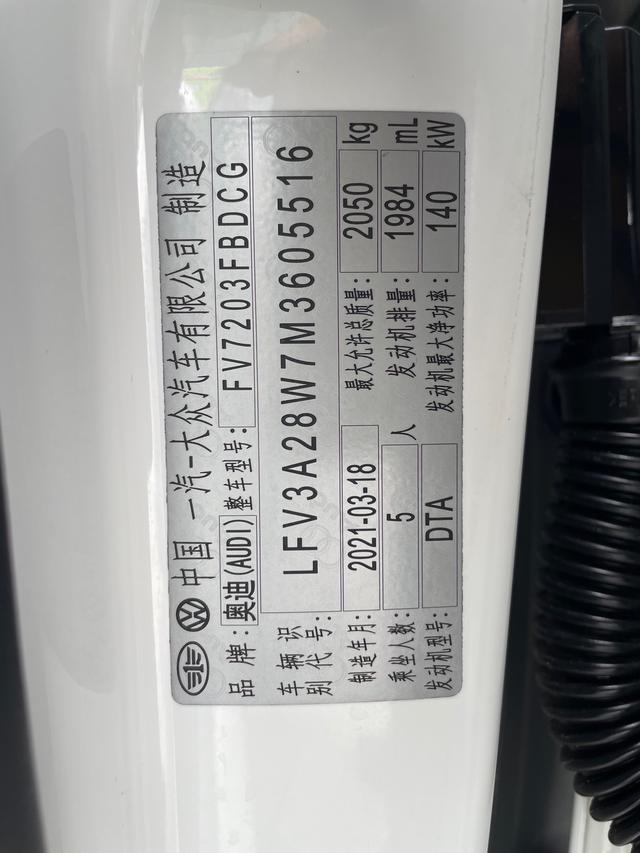 中国 一汽-大众汽车有限公司 制造
品 牌: 奥迪(AUDI) 整车型号: FV7203FBDCG
车辆识别代号: LFV3A28W7M3605516
制造年月: 2021-03-18 最大允许总质量: 2050 kg
乘坐人数: 5 人 发动机排量: 1984 mL
发动机型号: DTA 发动机最大净功率: 140 kW